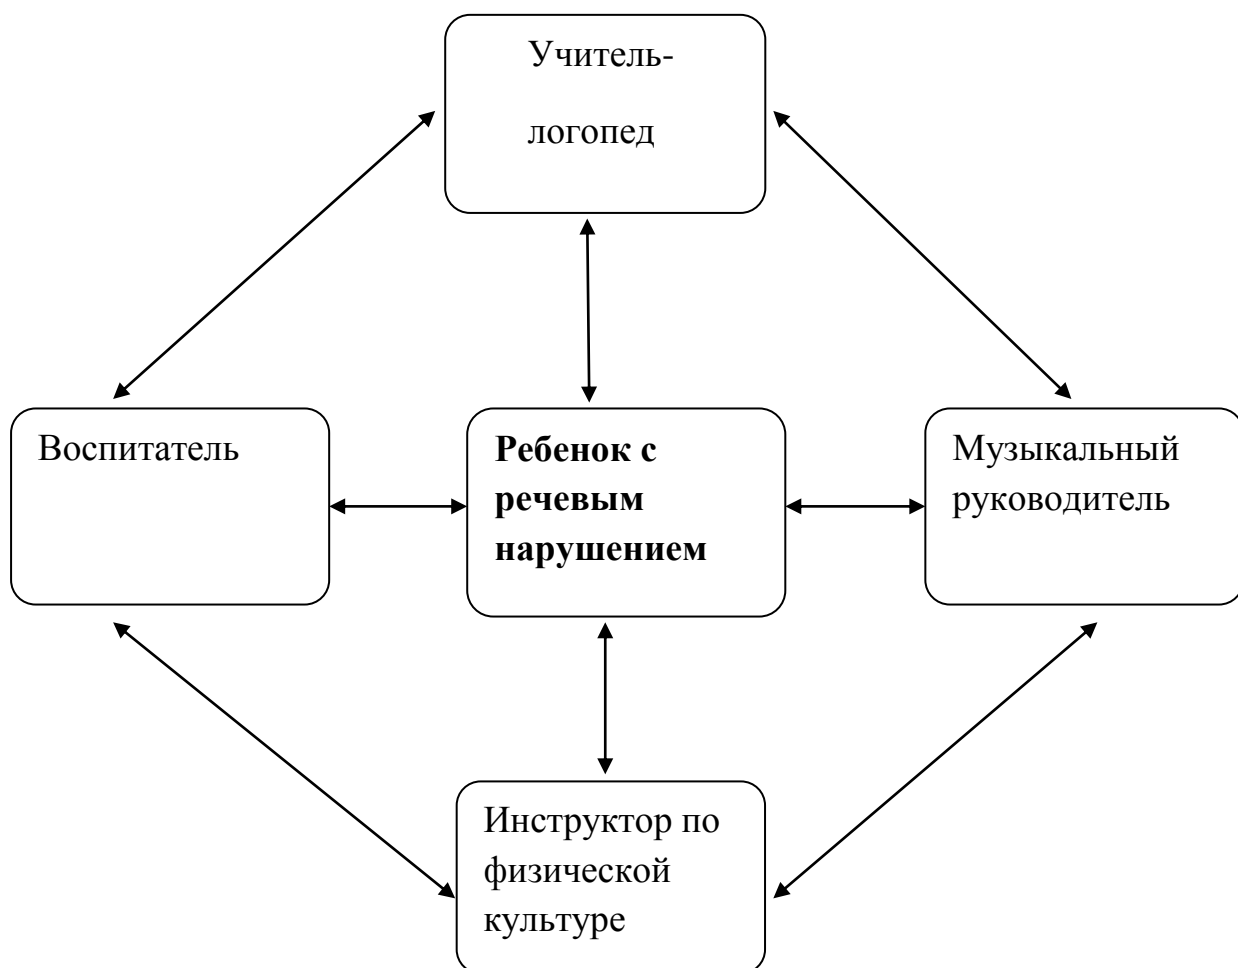 Учитель-
логопед
Воспитатель
Ребенок с
речевым
нарушением
Музыкальный
руководитель
Инструктор по
физической
культуре